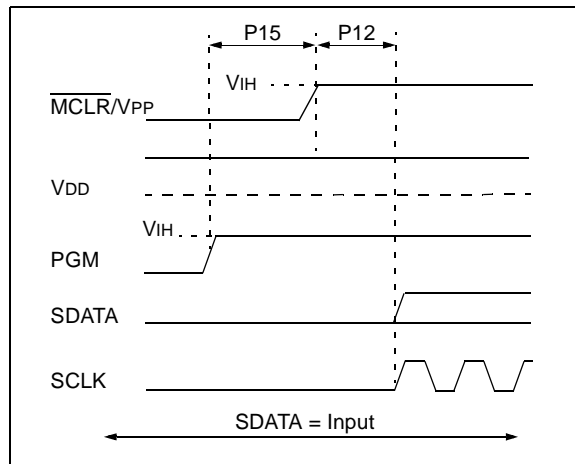 P15 P12
VIH
MCLR/VPP
VDD
VIH
PGM
SDATA
SCLK
SDATA = Input